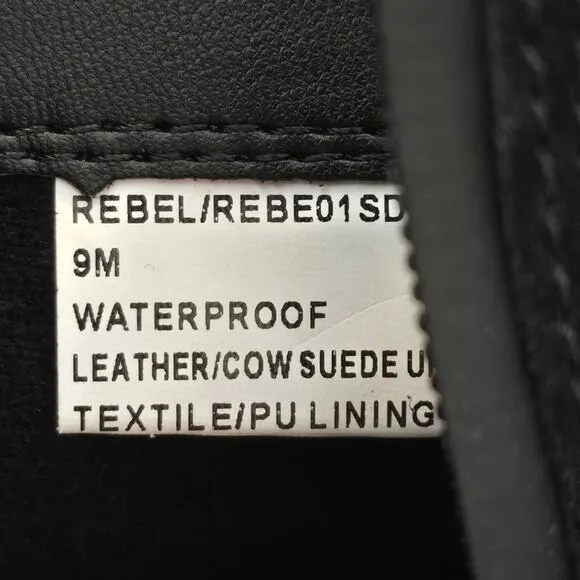 REBEL/REBE01SD
9M
WATERPROOF
LEATHER/COW SUEDE
TEXTILE/PU LINING